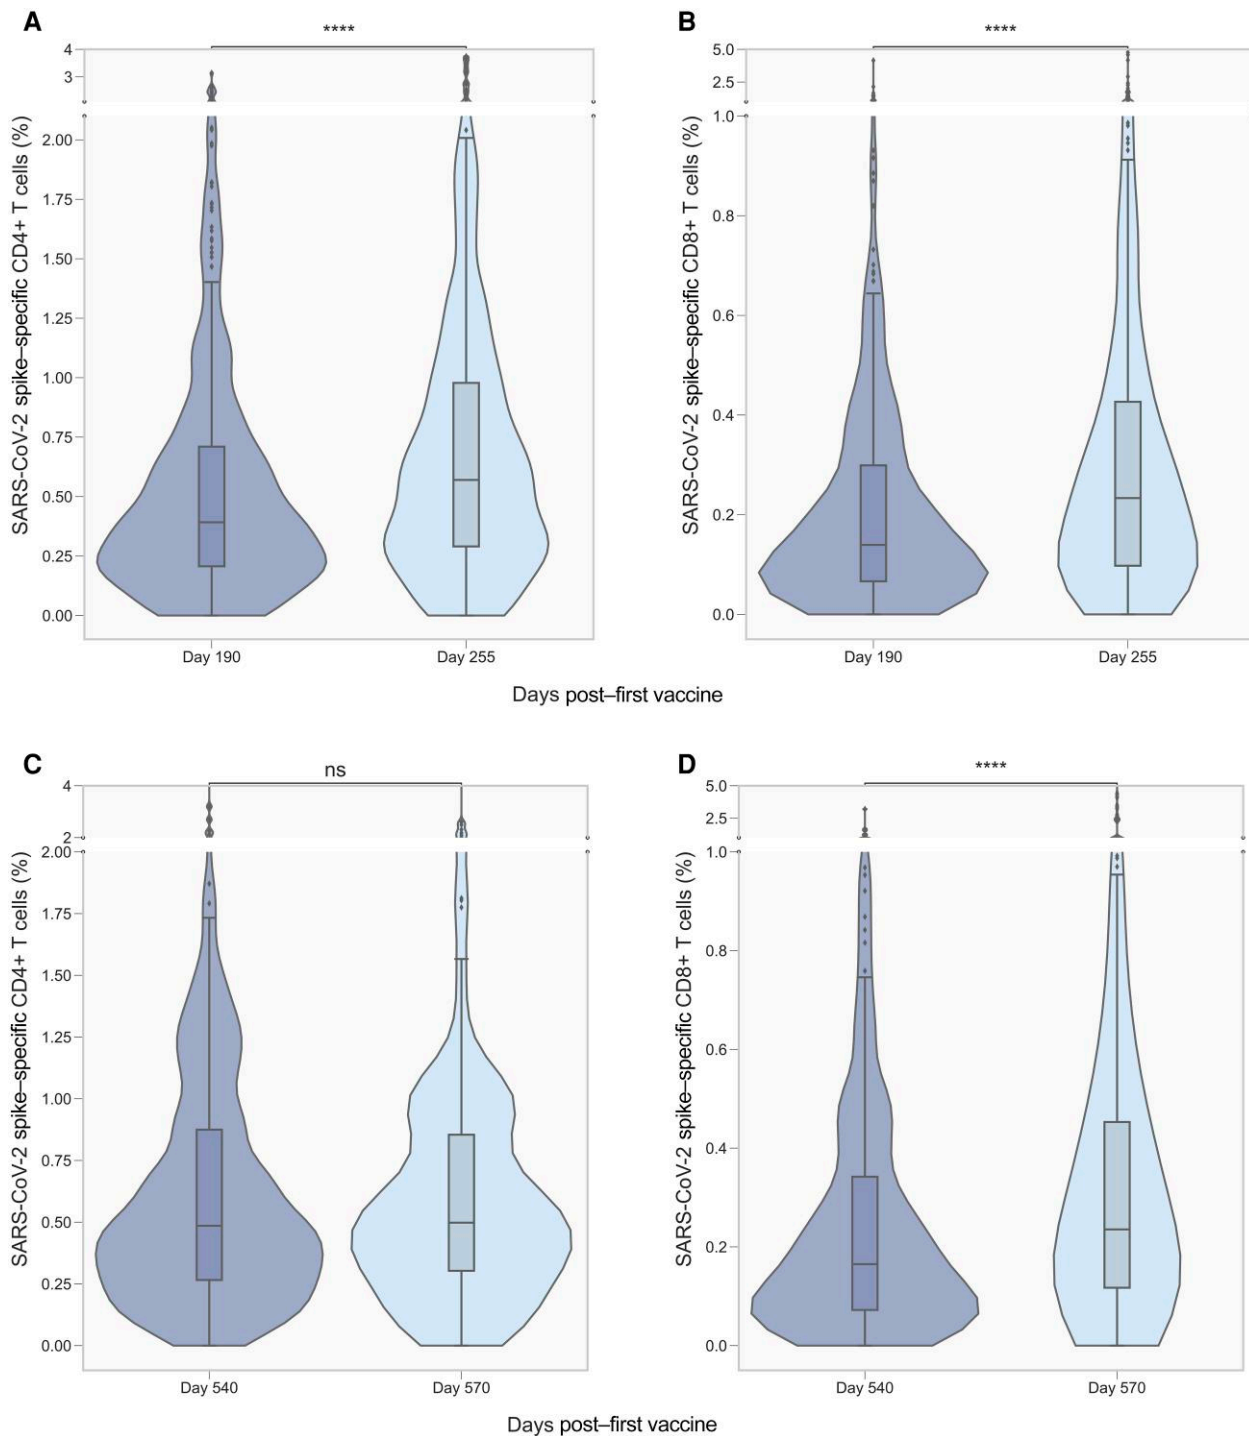 A
B
****
****
SARS-CoV-2 spike–specific CD4+ T cells (%)
4
3
2.00
1.75
1.50
1.25
1.00
0.75
0.50
0.25
0.00
Day 190
Day 255
SARS-CoV-2 spike–specific CD8+ T cells (%)
5.0
2.5
1.0
0.8
0.6
0.4
0.2
0.0
Day 190
Day 255
Days post–first vaccine
C
D
ns
****
SARS-CoV-2 spike–specific CD4+ T cells (%)
4
2
2.00
1.75
1.50
1.25
1.00
0.75
0.50
0.25
0.00
Day 540
Day 570
SARS-CoV-2 spike–specific CD8+ T cells (%)
5.0
2.5
1.0
0.8
0.6
0.4
0.2
0.0
Day 540
Day 570
Days post–first vaccine